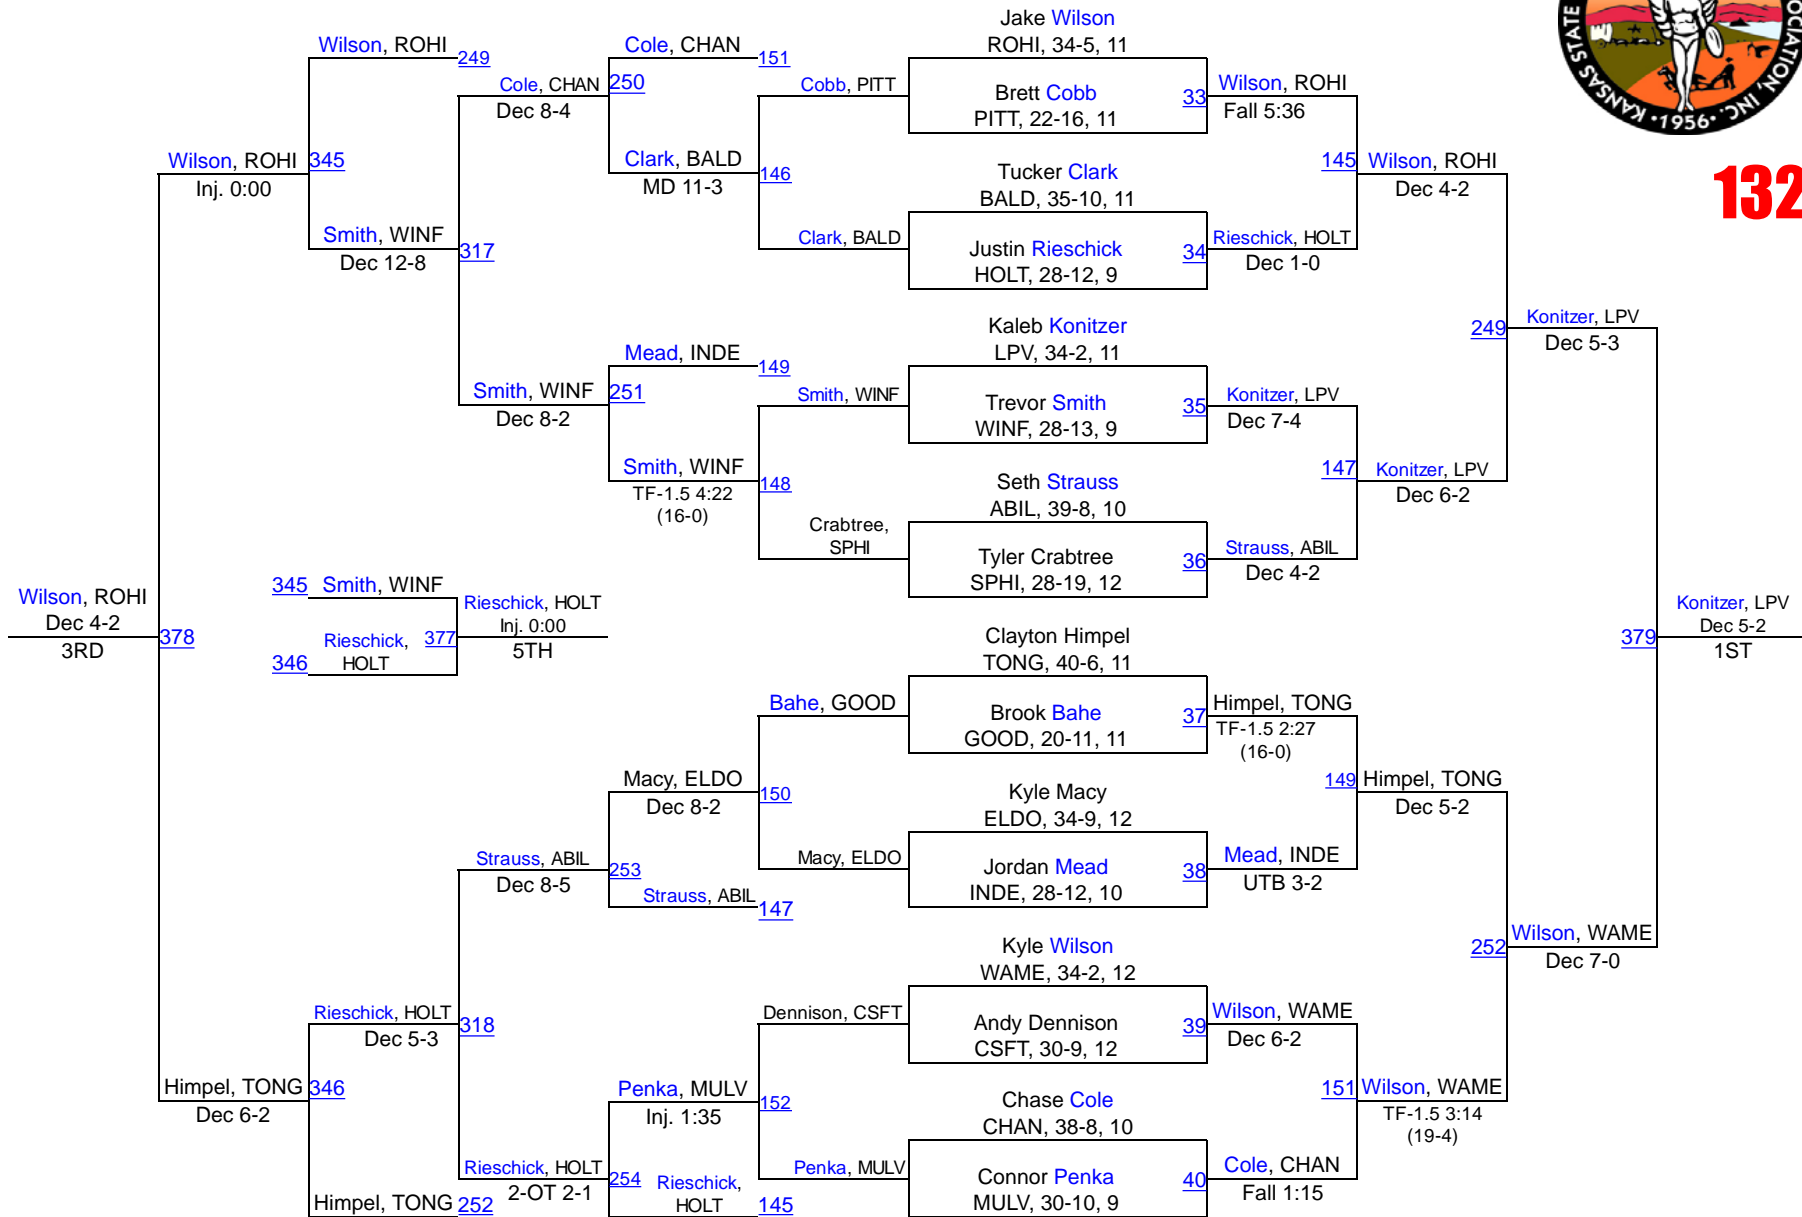 KANSAS STATE
OCIATION, INC.
•1956•
132
Wilson, ROHI
249
Cole, CHAN
Dec 8-4
250
Cole, CHAN
151
Cobb, PITT
Clark, BALD
MD 11-3
146
Clark, BALD
Wilson, ROHI
Inj. 0:00
345
Smith, WINF
Dec 12-8
317
Mead, INDE
149
Smith, WINF
Dec 8-2
251
Smith, WINF
Smith, WINF
TF-1.5 4:22
(16-0)
148
Crabtree,
SPHI
Wilson, ROHI
Dec 4-2
3RD
378
345
Smith, WINF
Rieschick,
HOLT
346
377
Rieschick, HOLT
Inj. 0:00
5TH
Bahe, GOOD
Macy, ELDO
Dec 8-2
150
Macy, ELDO
Strauss, ABIL
Dec 8-5
253
Strauss, ABIL
147
Rieschick, HOLT
Dec 5-3
318
Dennison, CSFT
Himpel, TONG
Dec 6-2
346
Penka, MULV
Inj. 1:35
152
Penka, MULV
Rieschick, HOLT
2-OT 2-1
254
Rieschick,
HOLT
145
Himpel, TONG
252
Jake Wilson
ROHI, 34-5, 11
Brett Cobb
PITT, 22-16, 11
33
Wilson, ROHI
Fall 5:36
Tucker Clark
BALD, 35-10, 11
Justin Rieschick
HOLT, 28-12, 9
34
Rieschick, HOLT
Dec 1-0
145
Wilson, ROHI
Dec 4-2
Kaleb Konitzer
LPV, 34-2, 11
Trevor Smith
WINF, 28-13, 9
35
Konitzer, LPV
Dec 7-4
Seth Strauss
ABIL, 39-8, 10
Tyler Crabtree
SPHI, 28-19, 12
36
Strauss, ABIL
Dec 4-2
147
Konitzer, LPV
Dec 6-2
249
Konitzer, LPV
Dec 5-3
Clayton Himpel
TONG, 40-6, 11
Brook Bahe
GOOD, 20-11, 11
37
Himpel, TONG
TF-1.5 2:27
(16-0)
Kyle Macy
ELDO, 34-9, 12
Jordan Mead
INDE, 28-12, 10
38
Mead, INDE
UTB 3-2
149
Himpel, TONG
Dec 5-2
Kyle Wilson
WAME, 34-2, 12
Andy Dennison
CSFT, 30-9, 12
39
Wilson, WAME
Dec 6-2
Chase Cole
CHAN, 38-8, 10
Connor Penka
MULV, 30-10, 9
40
Cole, CHAN
Fall 1:15
151
Wilson, WAME
TF-1.5 3:14
(19-4)
252
Wilson, WAME
Dec 7-0
379
Konitzer, LPV
Dec 5-2
1ST